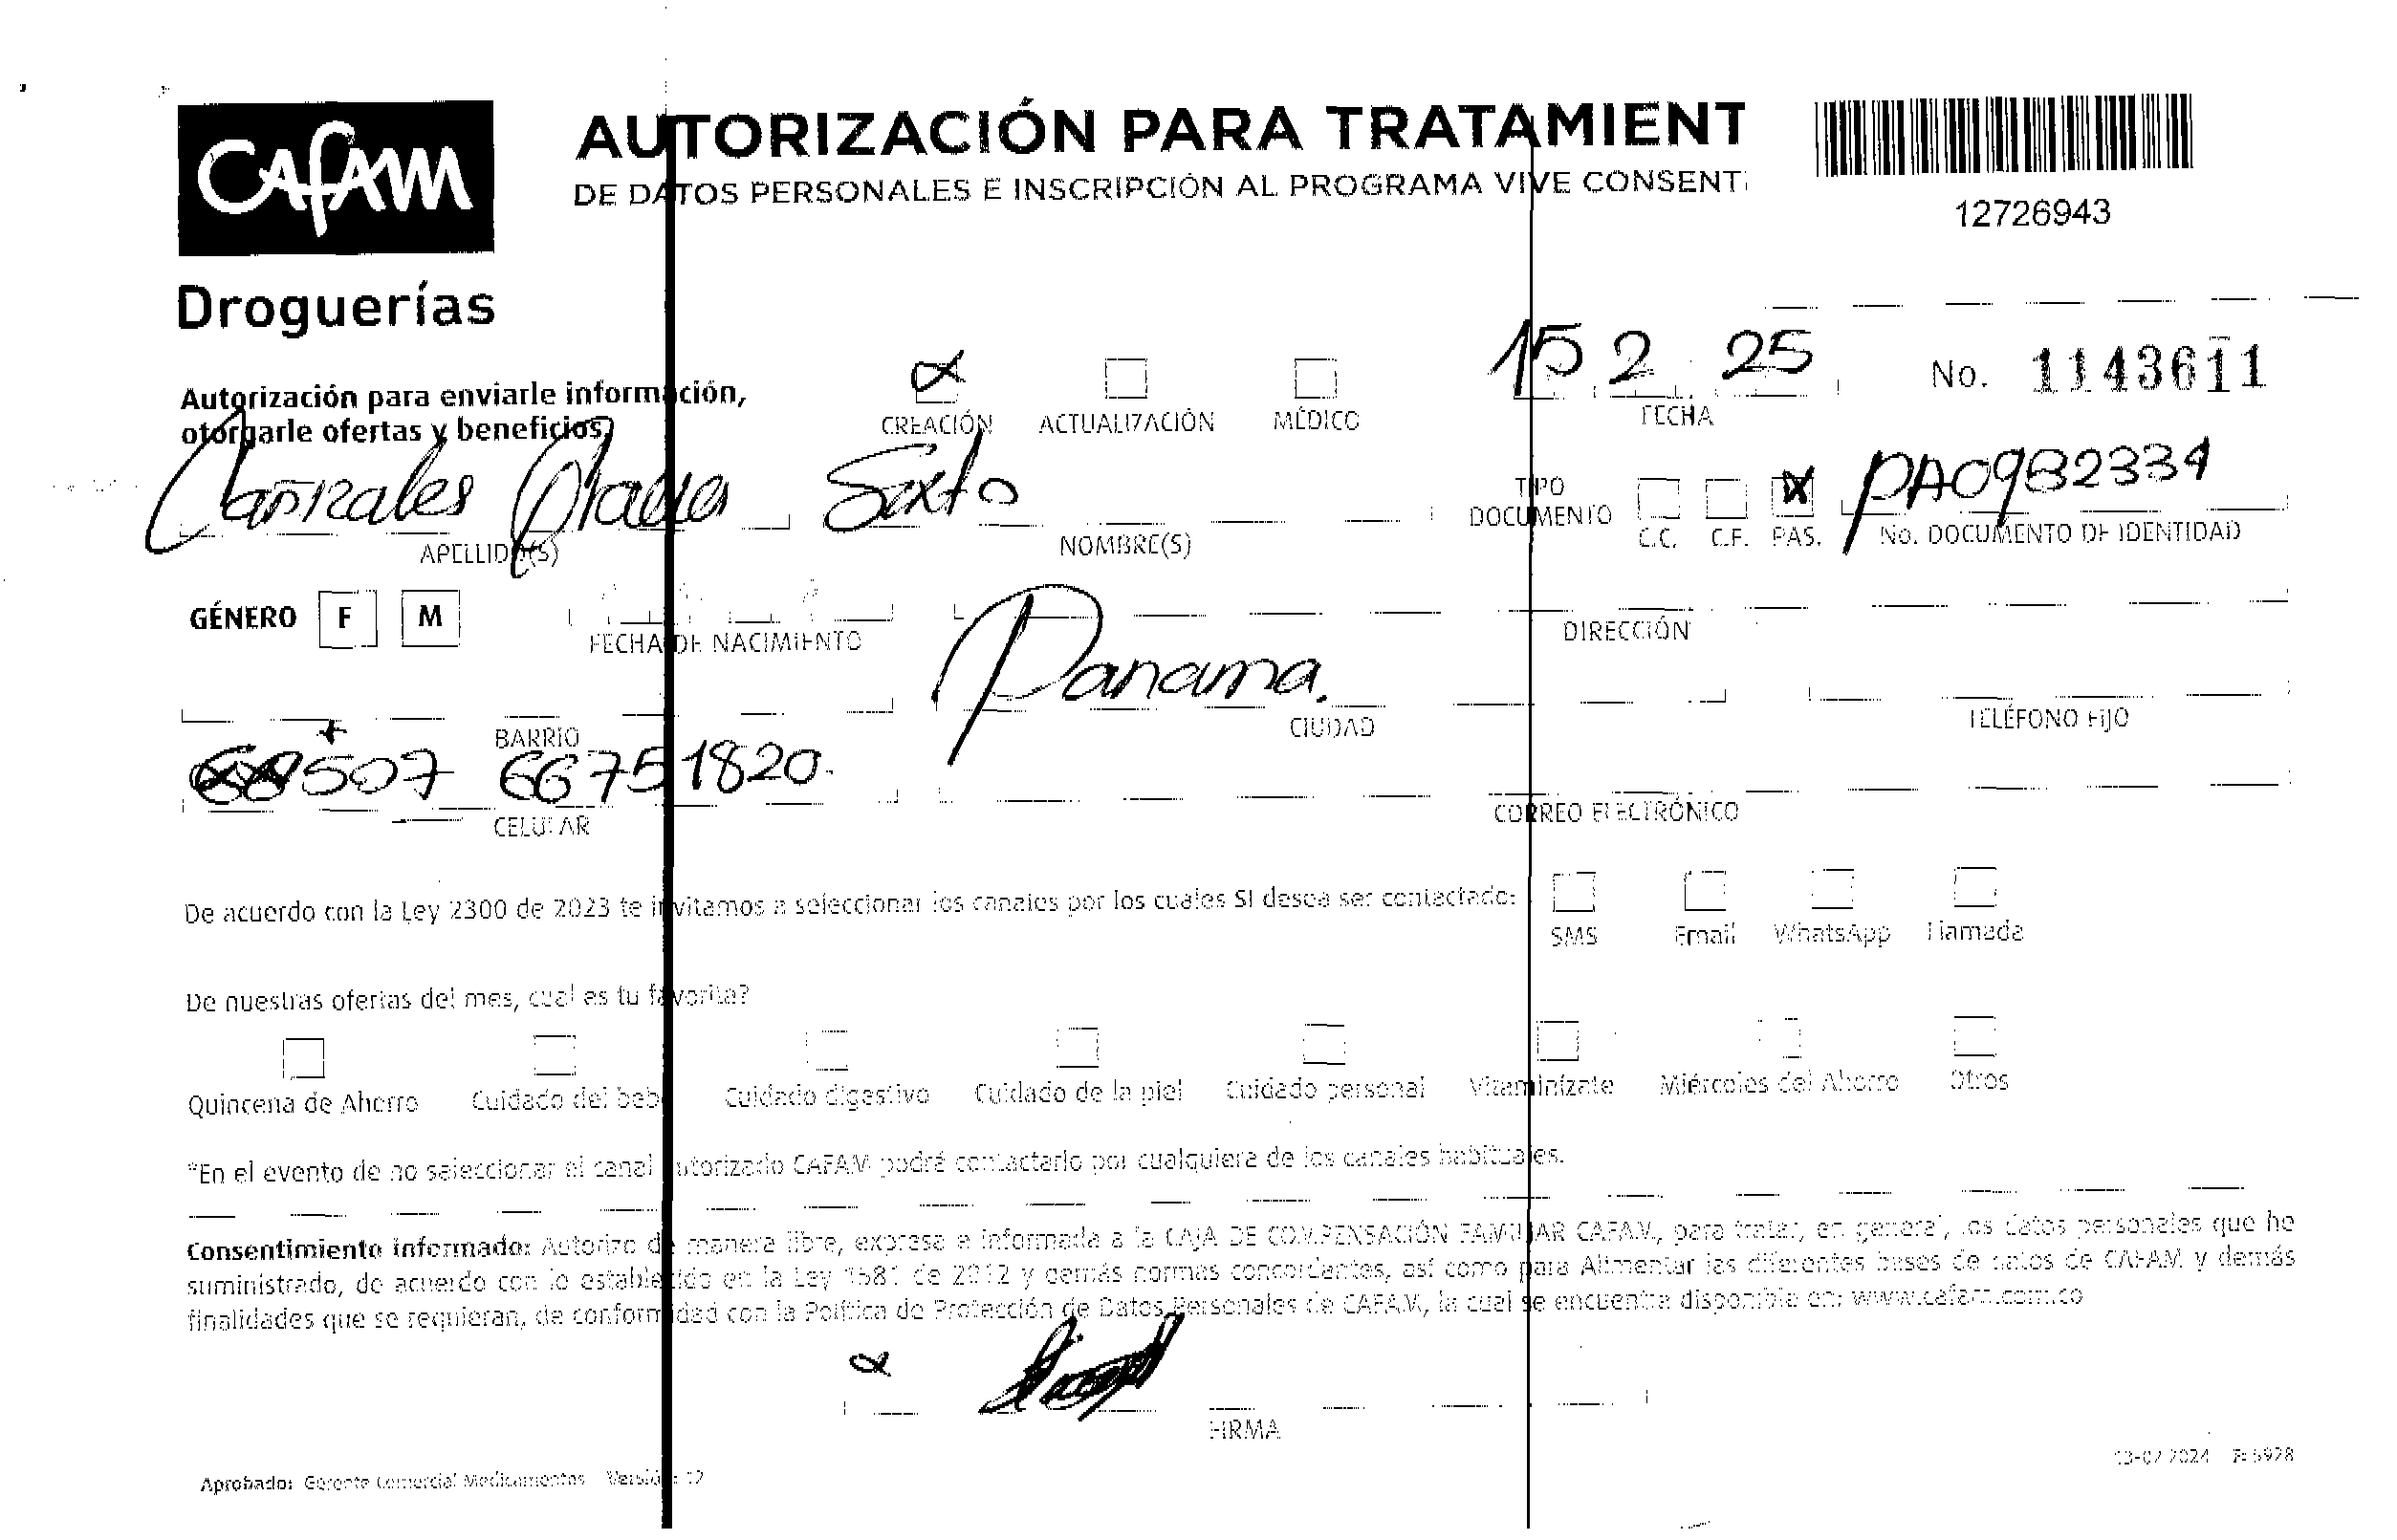 CAFAM
Droguerías
AUTORIZACIÓN PARA TRATAMIENT
DE DATOS PERSONALES E INSCRIPCIÓN AL PROGRAMA VIVE CONSENTI
12726943
Autorización para enviarle información,
otorgarle ofertas y beneficios
CREACIÓN ACTUALIZACIÓN MÉDICO
15 2 25
FECHA
No. 1143611
Cañizales Sixto
APELLIDO(S) NOMBRE(S)
TIPO
DOCUMENTO
C.C. C.E. PAS.
PA0982334
No. DOCUMENTO DE IDENTIDAD
GÉNERO F M
FECHA DE NACIMIENTO
DIRECCIÓN
Panama.
BARRIO CIUDAD TELÉFONO FIJO
+507 66751820.
CELULAR CORREO ELECTRÓNICO
De acuerdo con la Ley 2300 de 2023 te invitamos a seleccionar los canales por los cuales SI desea ser contactado:
SMS Email WhatsApp Llamada
De nuestras ofertas del mes, cual es tu favorita?
Quincena de Ahorro Cuidado del bebé Cuidado digestivo Cuidado de la piel Cuidado personal Vitaminízate Miércoles del Ahorro Otros
"En el evento de no seleccionar el canal autorizado CAFAM podrá contactarlo por cualquiera de los canales habituales.
Consentimiento informado: Autorizo de manera libre, expresa e informada a la CAJA DE COMPENSACIÓN FAMILIAR CAFAM, para tratar, en general, los datos personales que he
suministrado, de acuerdo con lo establecido en la Ley 1581 de 2012 y demás normas concordantes, así como para Alimentar las diferentes bases de datos de CAFAM y demás
finalidades que se requieran, de conformidad con la Política de Protección de Datos Personales de CAFAM, la cual se encuentra disponible en: www.cafam.com.co
FIRMA
Aprobado: Gerente Comercial Medicamentos Versión: 12